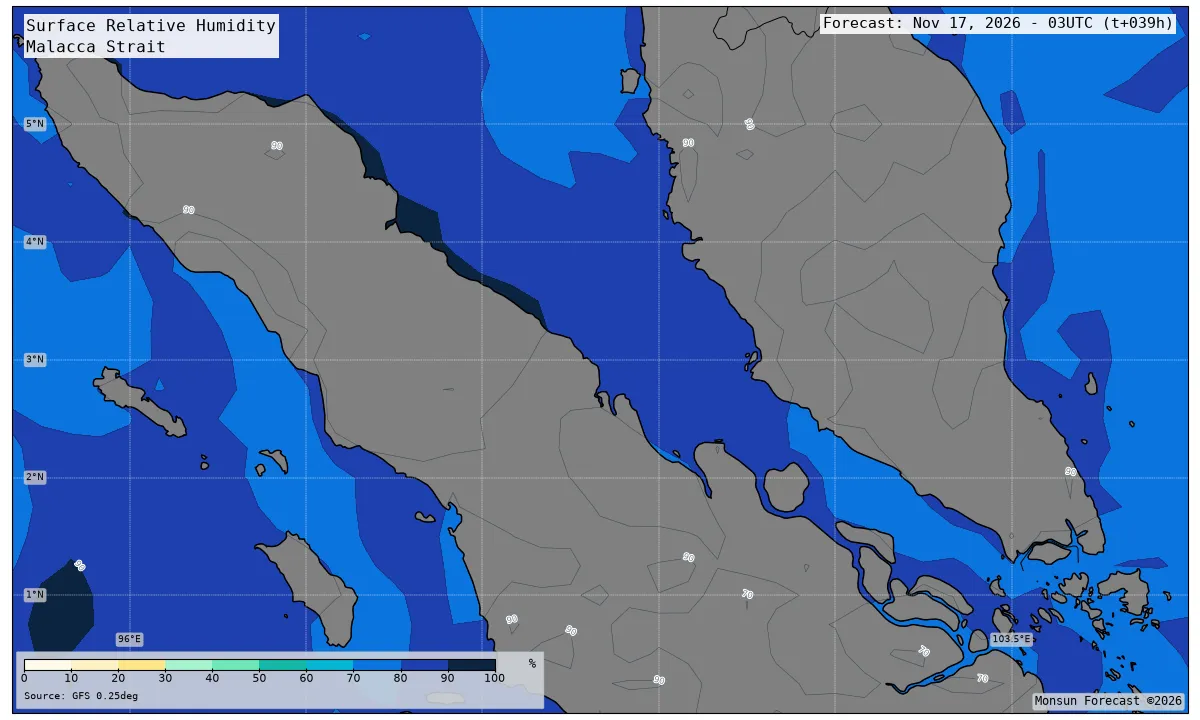 Surface Relative Humidity
Malacca Strait
Forecast: Nov 17, 2026 - 03UTC (t+039h)
90
5°N
90
90
90
4°N
3°N
90
2°N
90
90
1°N
70
90
90
96°E
103.5°E
70
90
70
%
0 10 20 30 40 50 60 70 80 90 100
Source: GFS 0.25deg
Monsun Forecast ©2026